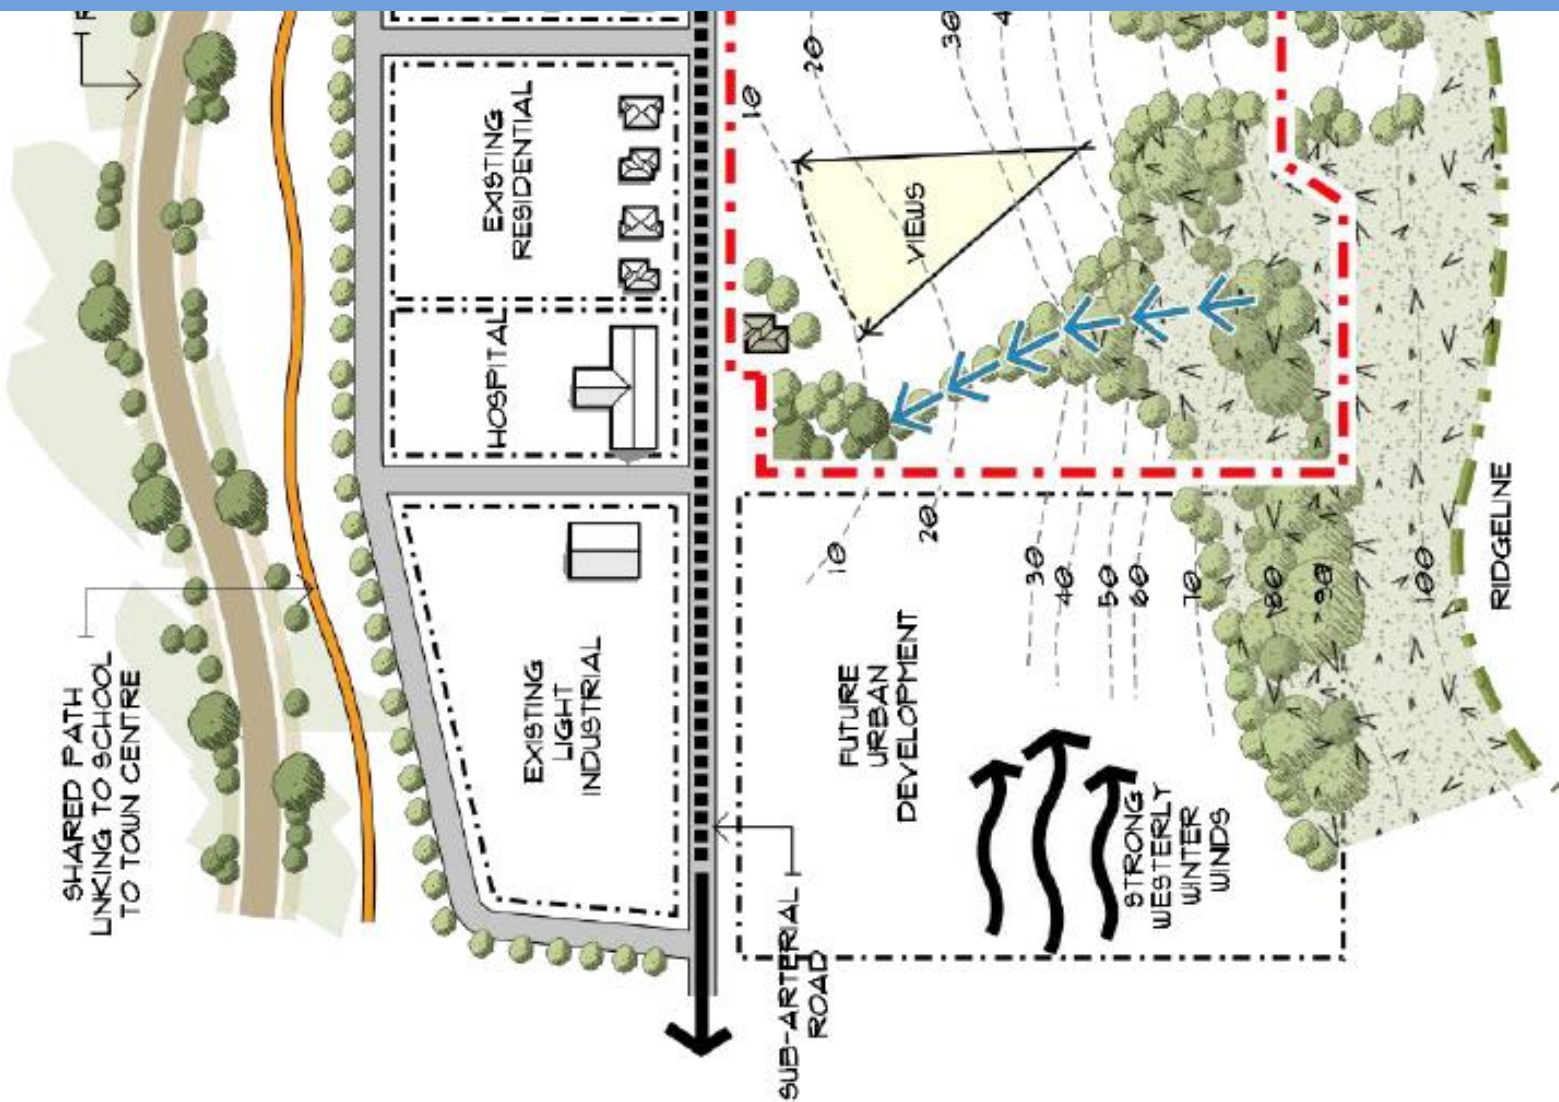 EXISTING
RESIDENTIAL
HOSPITAL
EXISTING
LIGHT
INDUSTRIAL
SHARED PATH
LINKING TO SCHOOL
TO TOWN CENTRE
VIEWS
10
20
30
10
20
30
40
50
60
70
80
90
100
RIDGELINE
FUTURE
URBAN
DEVELOPMENT
STRONG
WESTERLY
WINTER
WINDS
SUB-ARTERIAL
ROAD